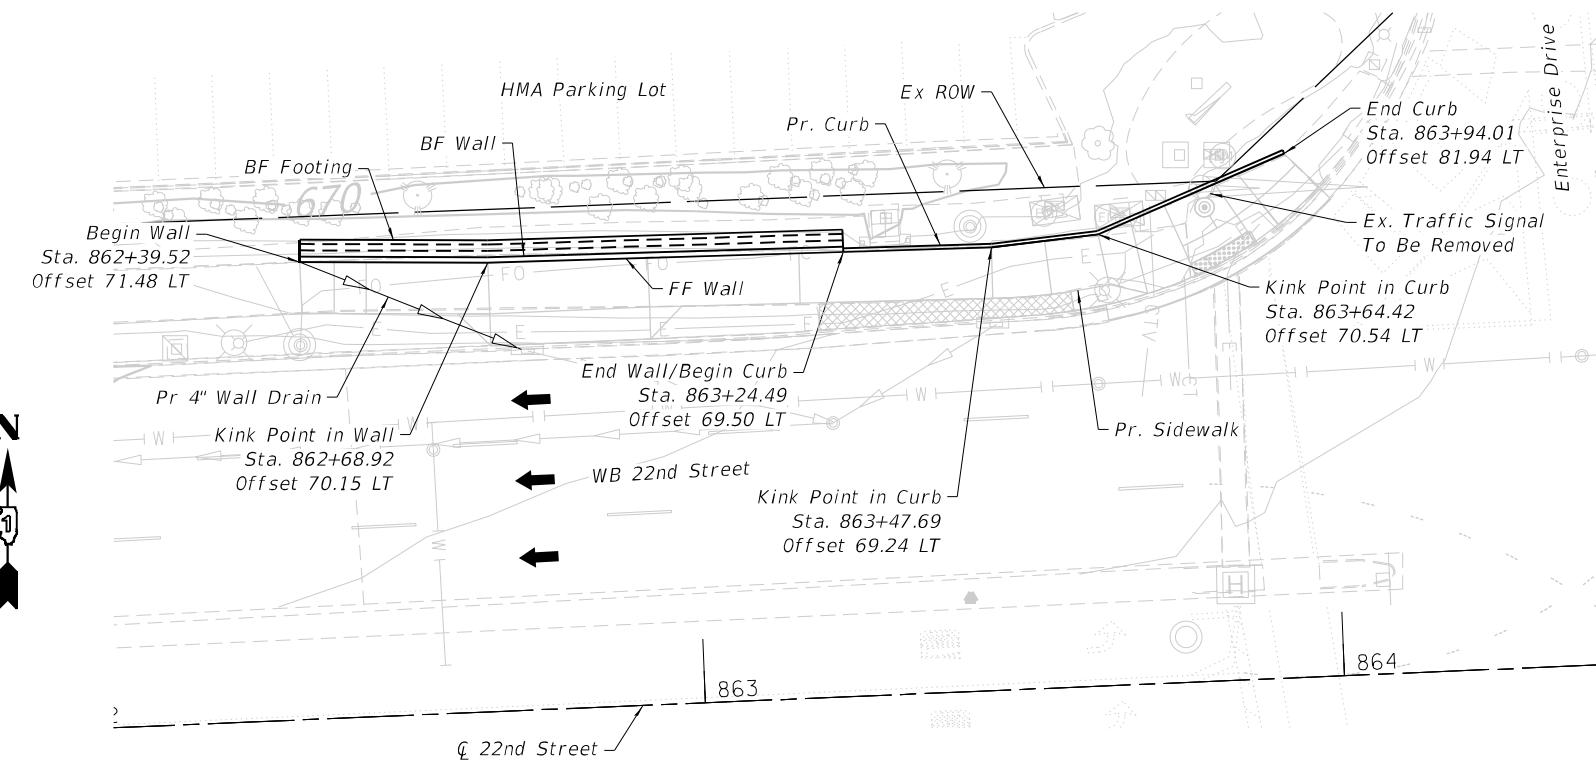 HMA Parking Lot
Ex ROW
End Curb
Sta. 863+94.01
Offset 81.94 LT
Enterprise Drive
Pr. Curb
BF Wall
BF Footing
670
Begin Wall
Sta. 862+39.52
Offset 71.48 LT
Ex. Traffic Signal
To Be Removed
FO
FO
FO
E
E
E
E
E
E
FF Wall
Kink Point in Curb
Sta. 863+64.42
Offset 70.54 LT
End Wall/Begin Curb
Sta. 863+24.49
Offset 69.50 LT
Pr 4" Wall Drain
W
W
W
W
W
W
Kink Point in Wall
Sta. 862+68.92
Offset 70.15 LT
Pr. Sidewalk
N
WB 22nd Street
Kink Point in Curb
Sta. 863+47.69
Offset 69.24 LT
H
863
864
2
℄ 22nd Street